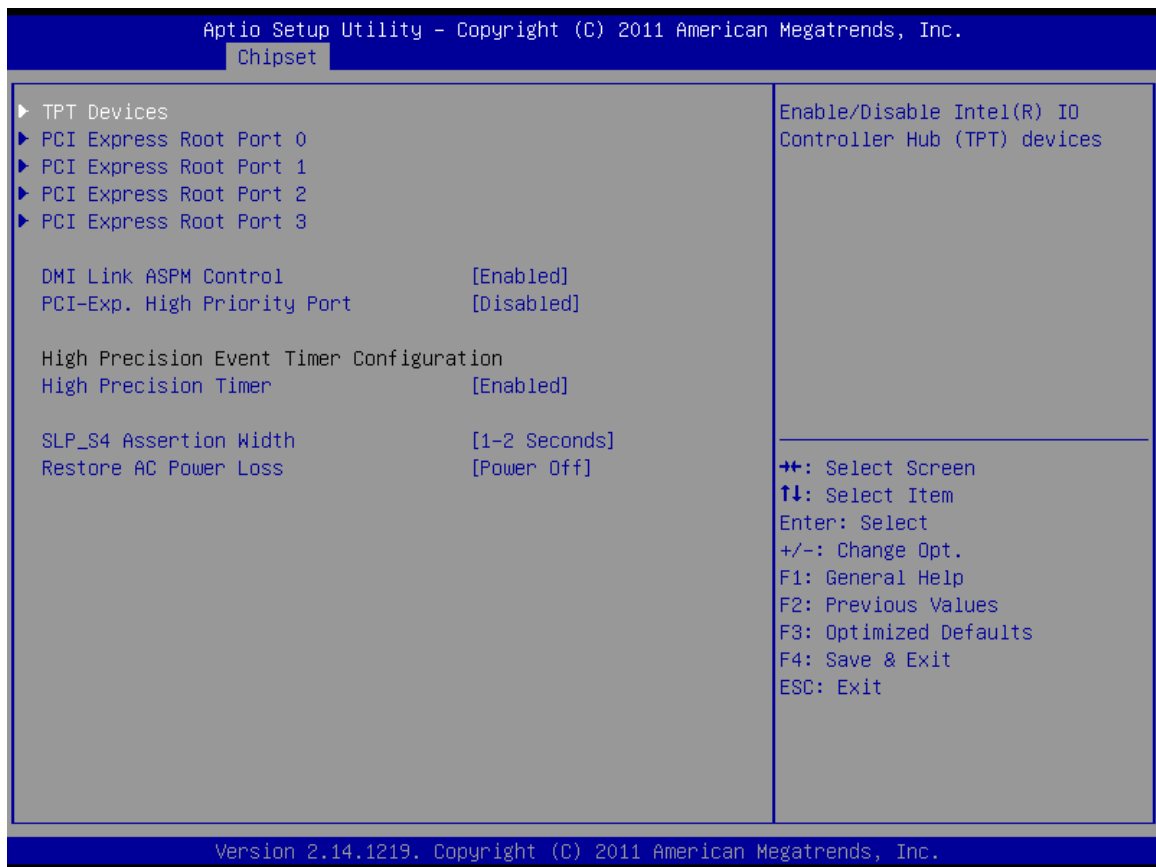 Aptio Setup Utility – Copyright (C) 2011 American Megatrends, Inc.
Chipset
▶ TPT Devices
▶ PCI Express Root Port 0
▶ PCI Express Root Port 1
▶ PCI Express Root Port 2
▶ PCI Express Root Port 3
DMI Link ASPM Control [Enabled]
PCI-Exp. High Priority Port [Disabled]
High Precision Event Timer Configuration
High Precision Timer [Enabled]
SLP_S4 Assertion Width [1-2 Seconds]
Restore AC Power Loss [Power Off]
Enable/Disable Intel(R) IO
Controller Hub (TPT) devices
→←: Select Screen
↑↓: Select Item
Enter: Select
+/-: Change Opt.
F1: General Help
F2: Previous Values
F3: Optimized Defaults
F4: Save & Exit
ESC: Exit
Version 2.14.1219. Copyright (C) 2011 American Megatrends, Inc.